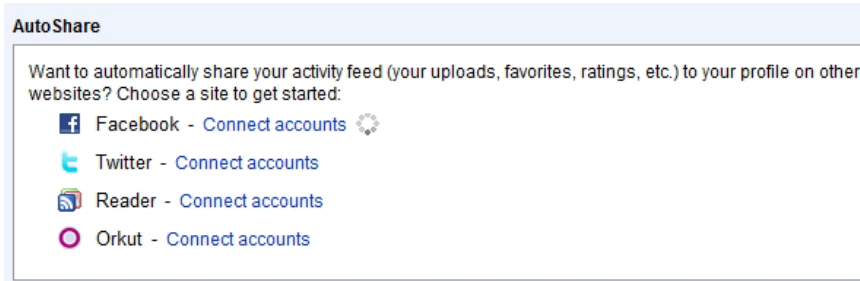 AutoShare
Want to automatically share your activity feed (your uploads, favorites, ratings, etc.) to your profile on other
websites? Choose a site to get started:
Facebook - Connect accounts
Twitter - Connect accounts
Reader - Connect accounts
Orkut - Connect accounts